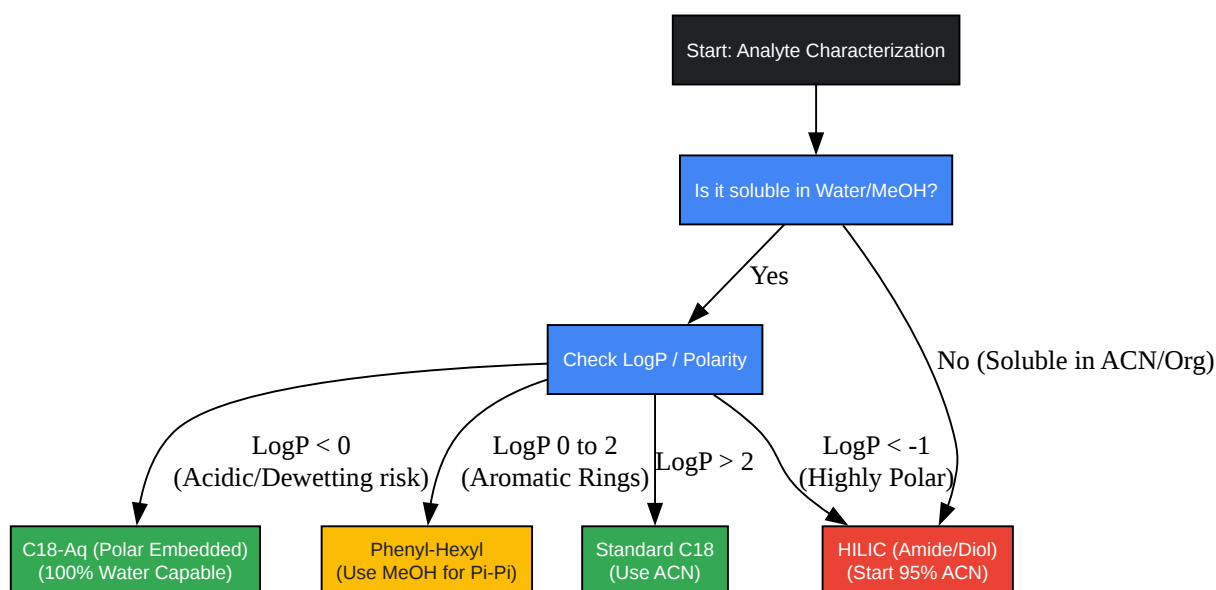 Start: Analyte Characterization
Is it soluble in Water/MeOH?
Yes
No (Soluble in ACN/Org)
Check LogP / Polarity
LogP < 0
(Acidic/Dewetting risk)
LogP 0 to 2
(Aromatic Rings)
LogP > 2
LogP < -1
(Highly Polar)
C18-Aq (Polar Embedded)
(100% Water Capable)
Phenyl-Hexyl
(Use MeOH for Pi-Pi)
Standard C18
(Use ACN)
HILIC (Amide/Diol)
(Start 95% ACN)